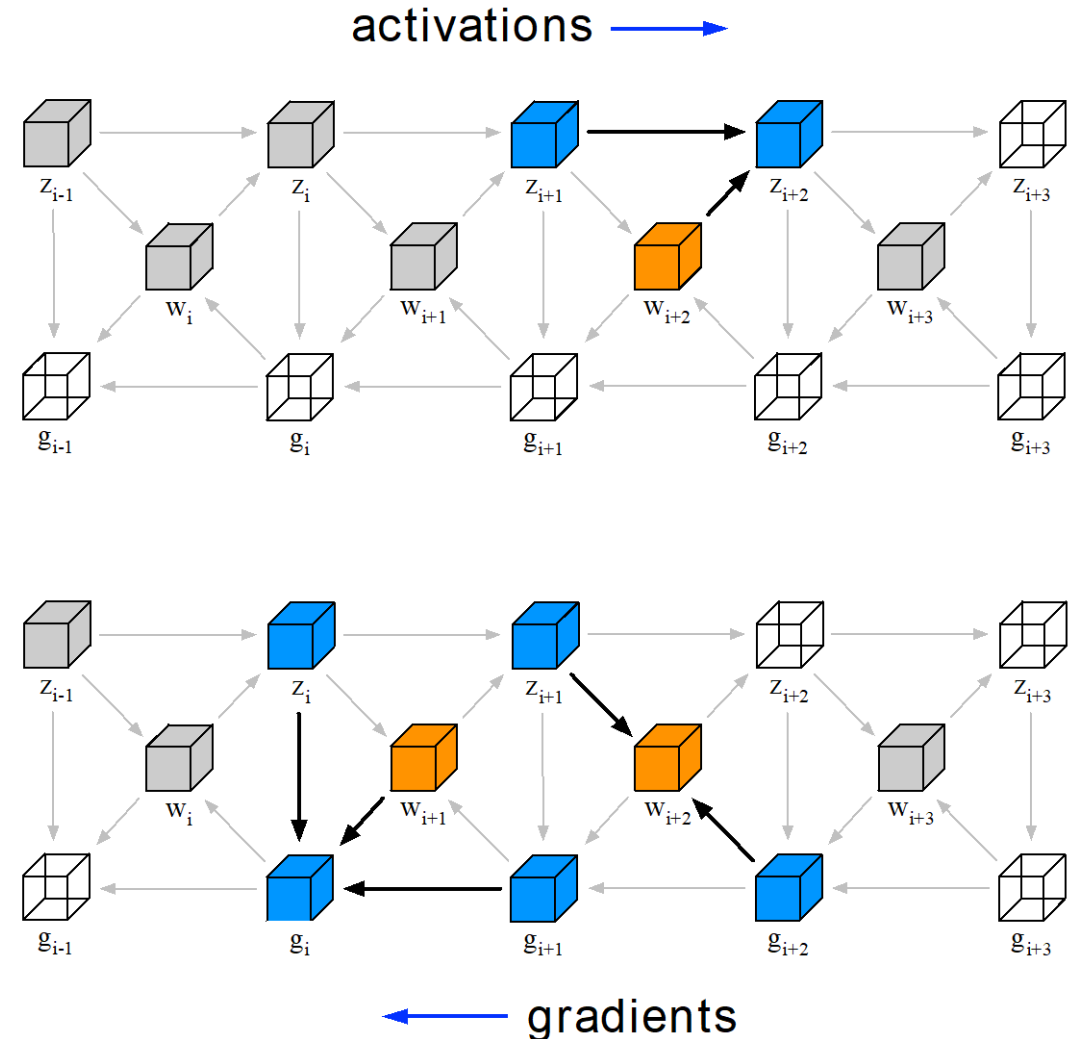 activations
z_{i-1} z_i z_{i+1} z_{i+2} z_{i+3}
w_i w_{i+1} w_{i+2} w_{i+3}
g_{i-1} g_i g_{i+1} g_{i+2} g_{i+3}
z_{i-1} z_i z_{i+1} z_{i+2} z_{i+3}
w_i w_{i+1} w_{i+2} w_{i+3}
g_{i-1} g_i g_{i+1} g_{i+2} g_{i+3}
gradients